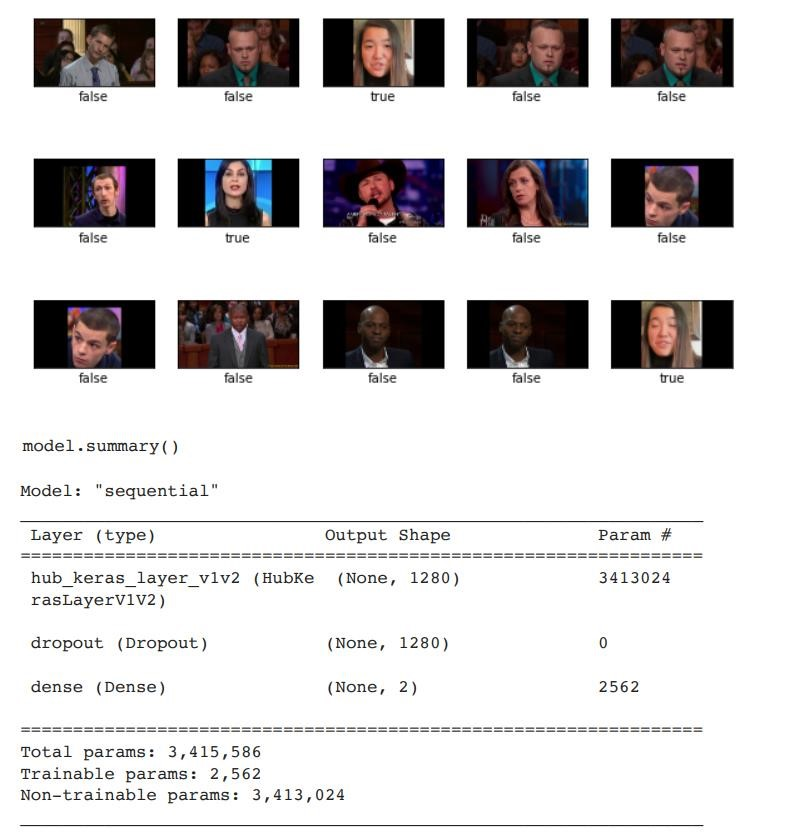 false false true false false
false true false false false
false false false false true
model.summary()
Model: "sequential"
Layer (type) Output Shape Param #
hub_keras_layer_v1v2 (HubKe (None, 1280) 3413024
rasLayerV1V2)
dropout (Dropout) (None, 1280) 0
dense (Dense) (None, 2) 2562
Total params: 3,415,586
Trainable params: 2,562
Non-trainable params: 3,413,024